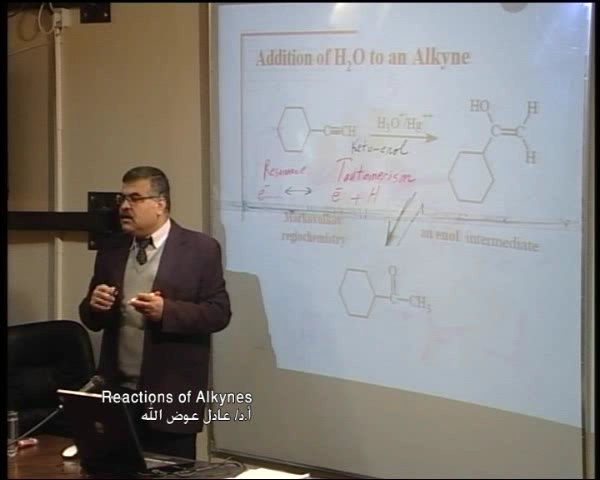 Addition of H₂O to an Alkyne
HO
H
C≡CH
H₃O⁺/Hg⁺⁺
C=C
H
Keto-enol
Resonance
Tautomerism
e⁻ ↔ e⁻ + H
Markovnikov
regiochemistry
an enol intermediate
O
C-CH₃
Reactions of Alkynes
أ.د/ عادل عوض الله